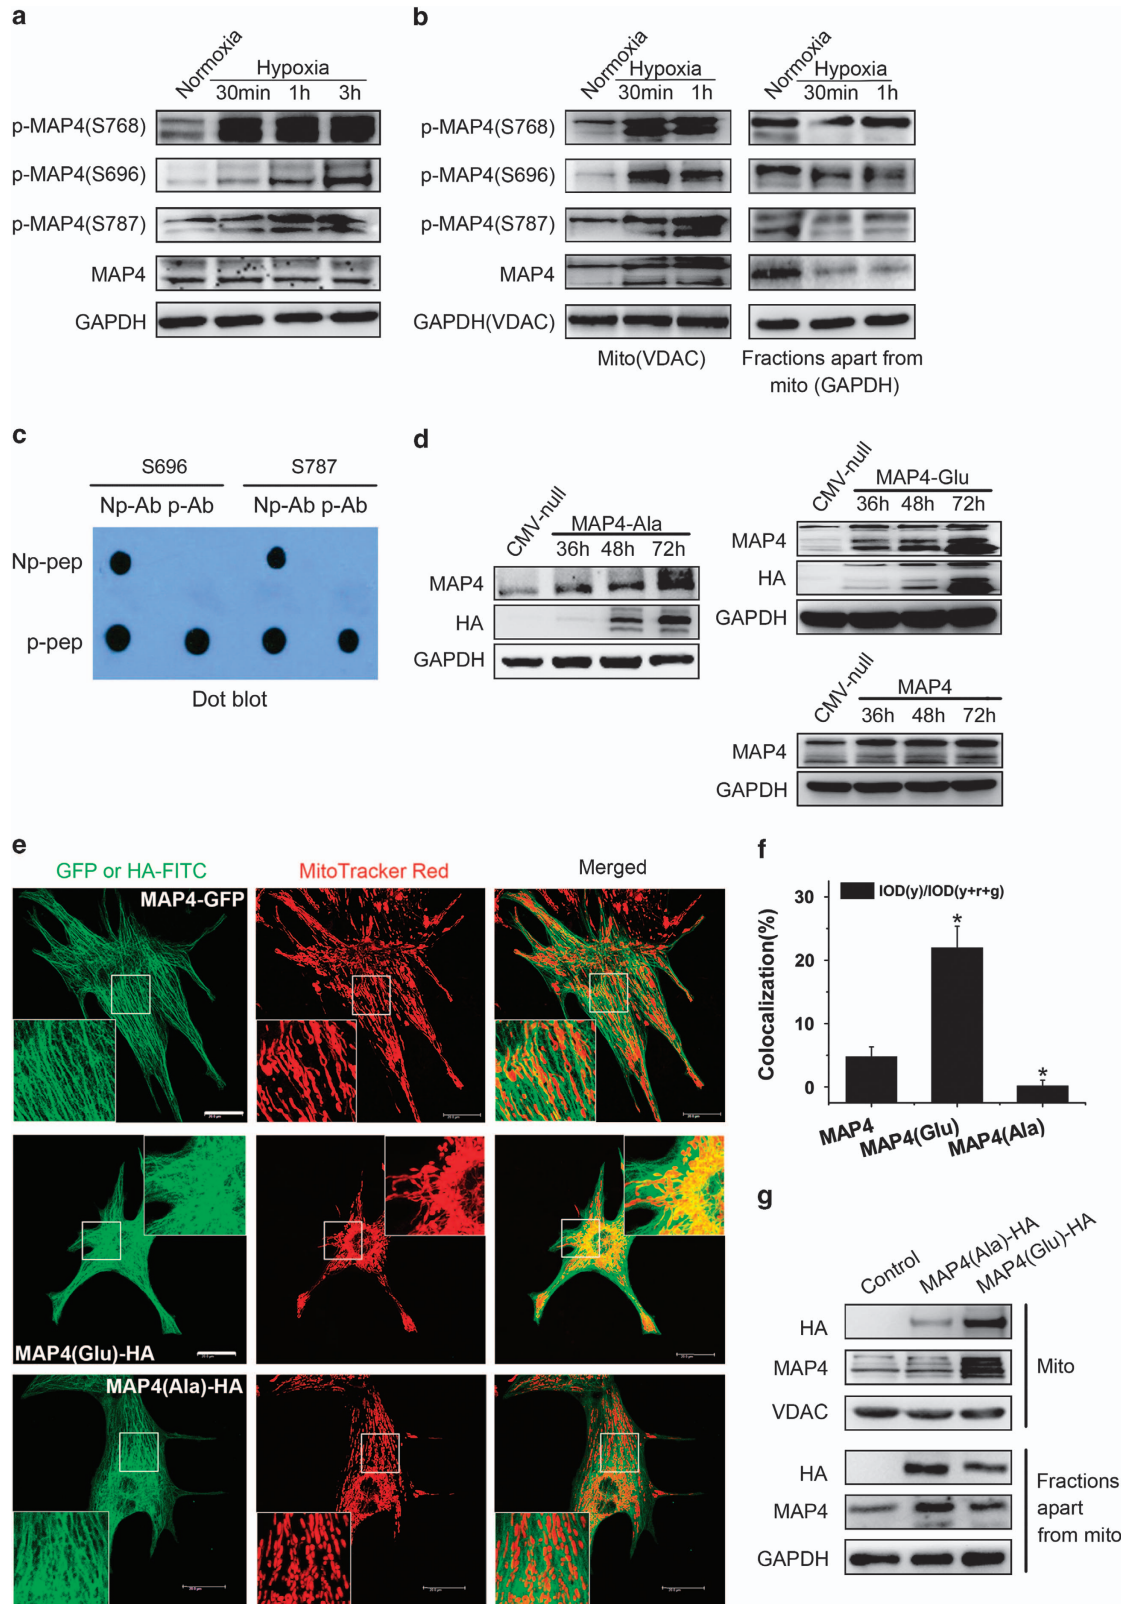 a
Normoxia
Hypoxia
30min 1h 3h
p-MAP4(S768)
p-MAP4(S696)
p-MAP4(S787)
MAP4
GAPDH
b
Normoxia
Hypoxia
30min 1h
Normoxia
Hypoxia
30min 1h
p-MAP4(S768)
p-MAP4(S696)
p-MAP4(S787)
MAP4
GAPDH(VDAC)
Mito(VDAC)
Fractions apart from
mito (GAPDH)
c
S696 S787
Np-Ab p-Ab Np-Ab p-Ab
Np-pep
p-pep
Dot blot
d
CMV-null
MAP4-Ala
36h 48h 72h
MAP4
HA
GAPDH
CMV-null
MAP4-Glu
36h 48h 72h
MAP4
HA
GAPDH
CMV-null
MAP4
36h 48h 72h
MAP4
GAPDH
e
GFP or HA-FITC MitoTracker Red Merged
MAP4-GFP
MAP4(Glu)-HA
MAP4(Ala)-HA
f
IOD(y)/IOD(y+r+g)
Colocalization(%)
30
20
10
0
*
*
MAP4
MAP4(Glu)
MAP4(Ala)
g
Control
MAP4(Ala)-HA
MAP4(Glu)-HA
HA
MAP4
VDAC
Mito
HA
MAP4
GAPDH
Fractions
apart
from mito